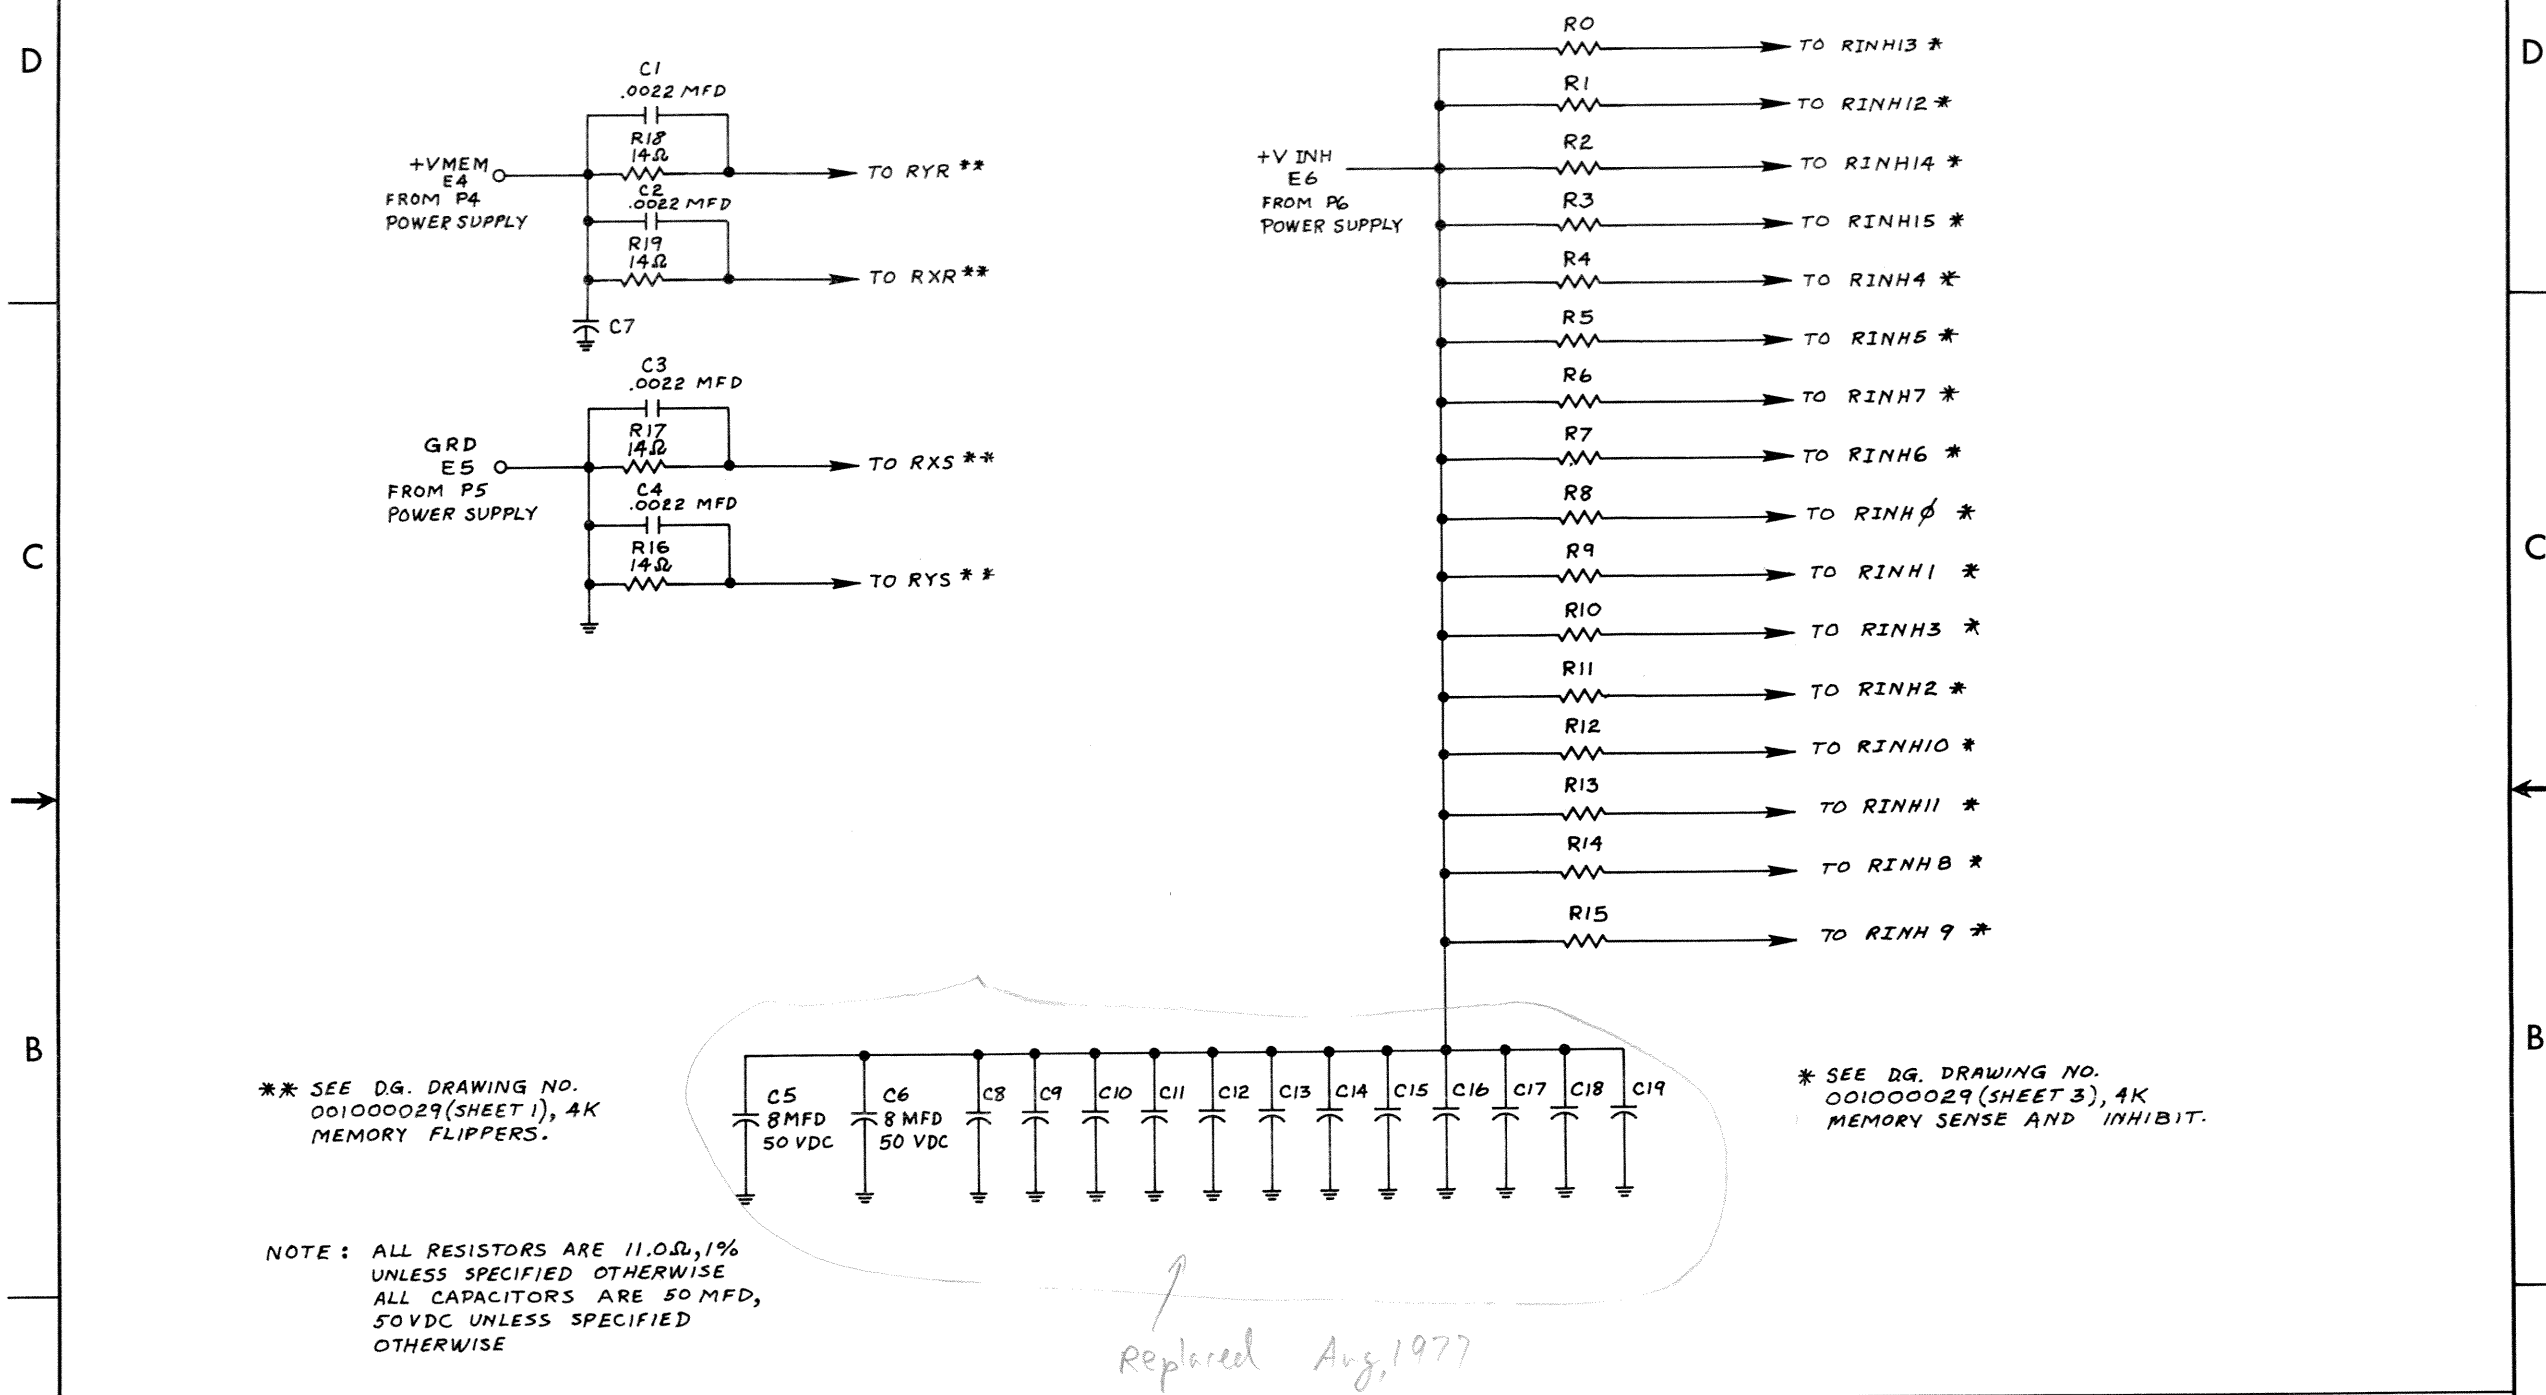 D
D
C1
.0022 MFD
R18
14Ω
+VMEM
E4
FROM P4
POWER SUPPLY
TO RYR **
C2
.0022 MFD
R19
14Ω
TO RXR **
C7
C3
.0022 MFD
R17
14Ω
GRD
E5
FROM P5
POWER SUPPLY
TO RXS **
C4
.0022 MFD
R16
14Ω
TO RYS **
+V INH
E6
FROM P6
POWER SUPPLY
R0
TO RINH13 *
R1
TO RINH12 *
R2
TO RINH14 *
R3
TO RINH15 *
R4
TO RINH4 *
R5
TO RINH5 *
R6
TO RINH7 *
R7
TO RINH6 *
R8
TO RINHϕ *
R9
TO RINH1 *
R10
TO RINH3 *
R11
TO RINH2 *
R12
TO RINH10 *
R13
TO RINH11 *
R14
TO RINH8 *
R15
TO RINH 9 *
C
C
B
B
C5
8MFD
50 VDC
C6
8 MFD
50 VDC
C8
C9
C10
C11
C12
C13
C14
C15
C16
C17
C18
C19
** SEE D.G. DRAWING NO.
001000029 (SHEET 1), 4K
MEMORY FLIPPERS.
* SEE D.G. DRAWING NO.
001000029 (SHEET 3), 4K
MEMORY SENSE AND INHIBIT.
NOTE: ALL RESISTORS ARE 11.0Ω, 1%
UNLESS SPECIFIED OTHERWISE
ALL CAPACITORS ARE 50 MFD,
50VDC UNLESS SPECIFIED
OTHERWISE
Replaced Aug, 1977